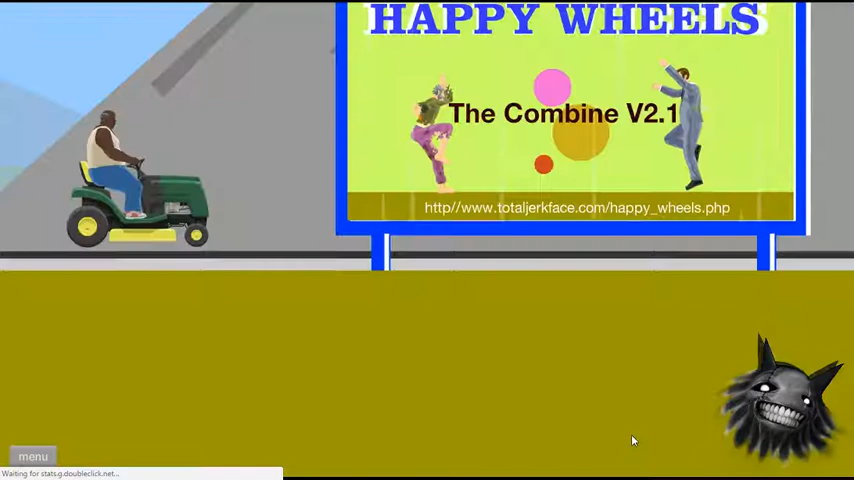 HAPPY WHEELS
The Combine V2.1
http//www.totaljerkface.com/happy_wheels.php
menu
Waiting for stats.g.doubleclick.net...